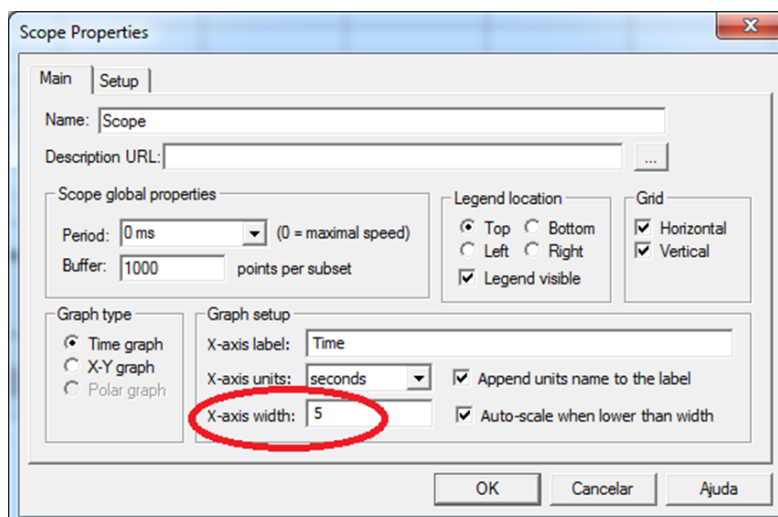 Scope Properties
Main Setup
Name: Scope
Description URL: ...
Scope global properties
Period: 0 ms (0 = maximal speed)
Buffer: 1000 points per subset
Legend location
Top Bottom
Left Right
Legend visible
Grid
Horizontal
Vertical
Graph type
Time graph
X-Y graph
Polar graph
Graph setup
X-axis label: Time
X-axis units: seconds Append units name to the label
X-axis width: 5 Auto-scale when lower than width
OK Cancelar Ajuda